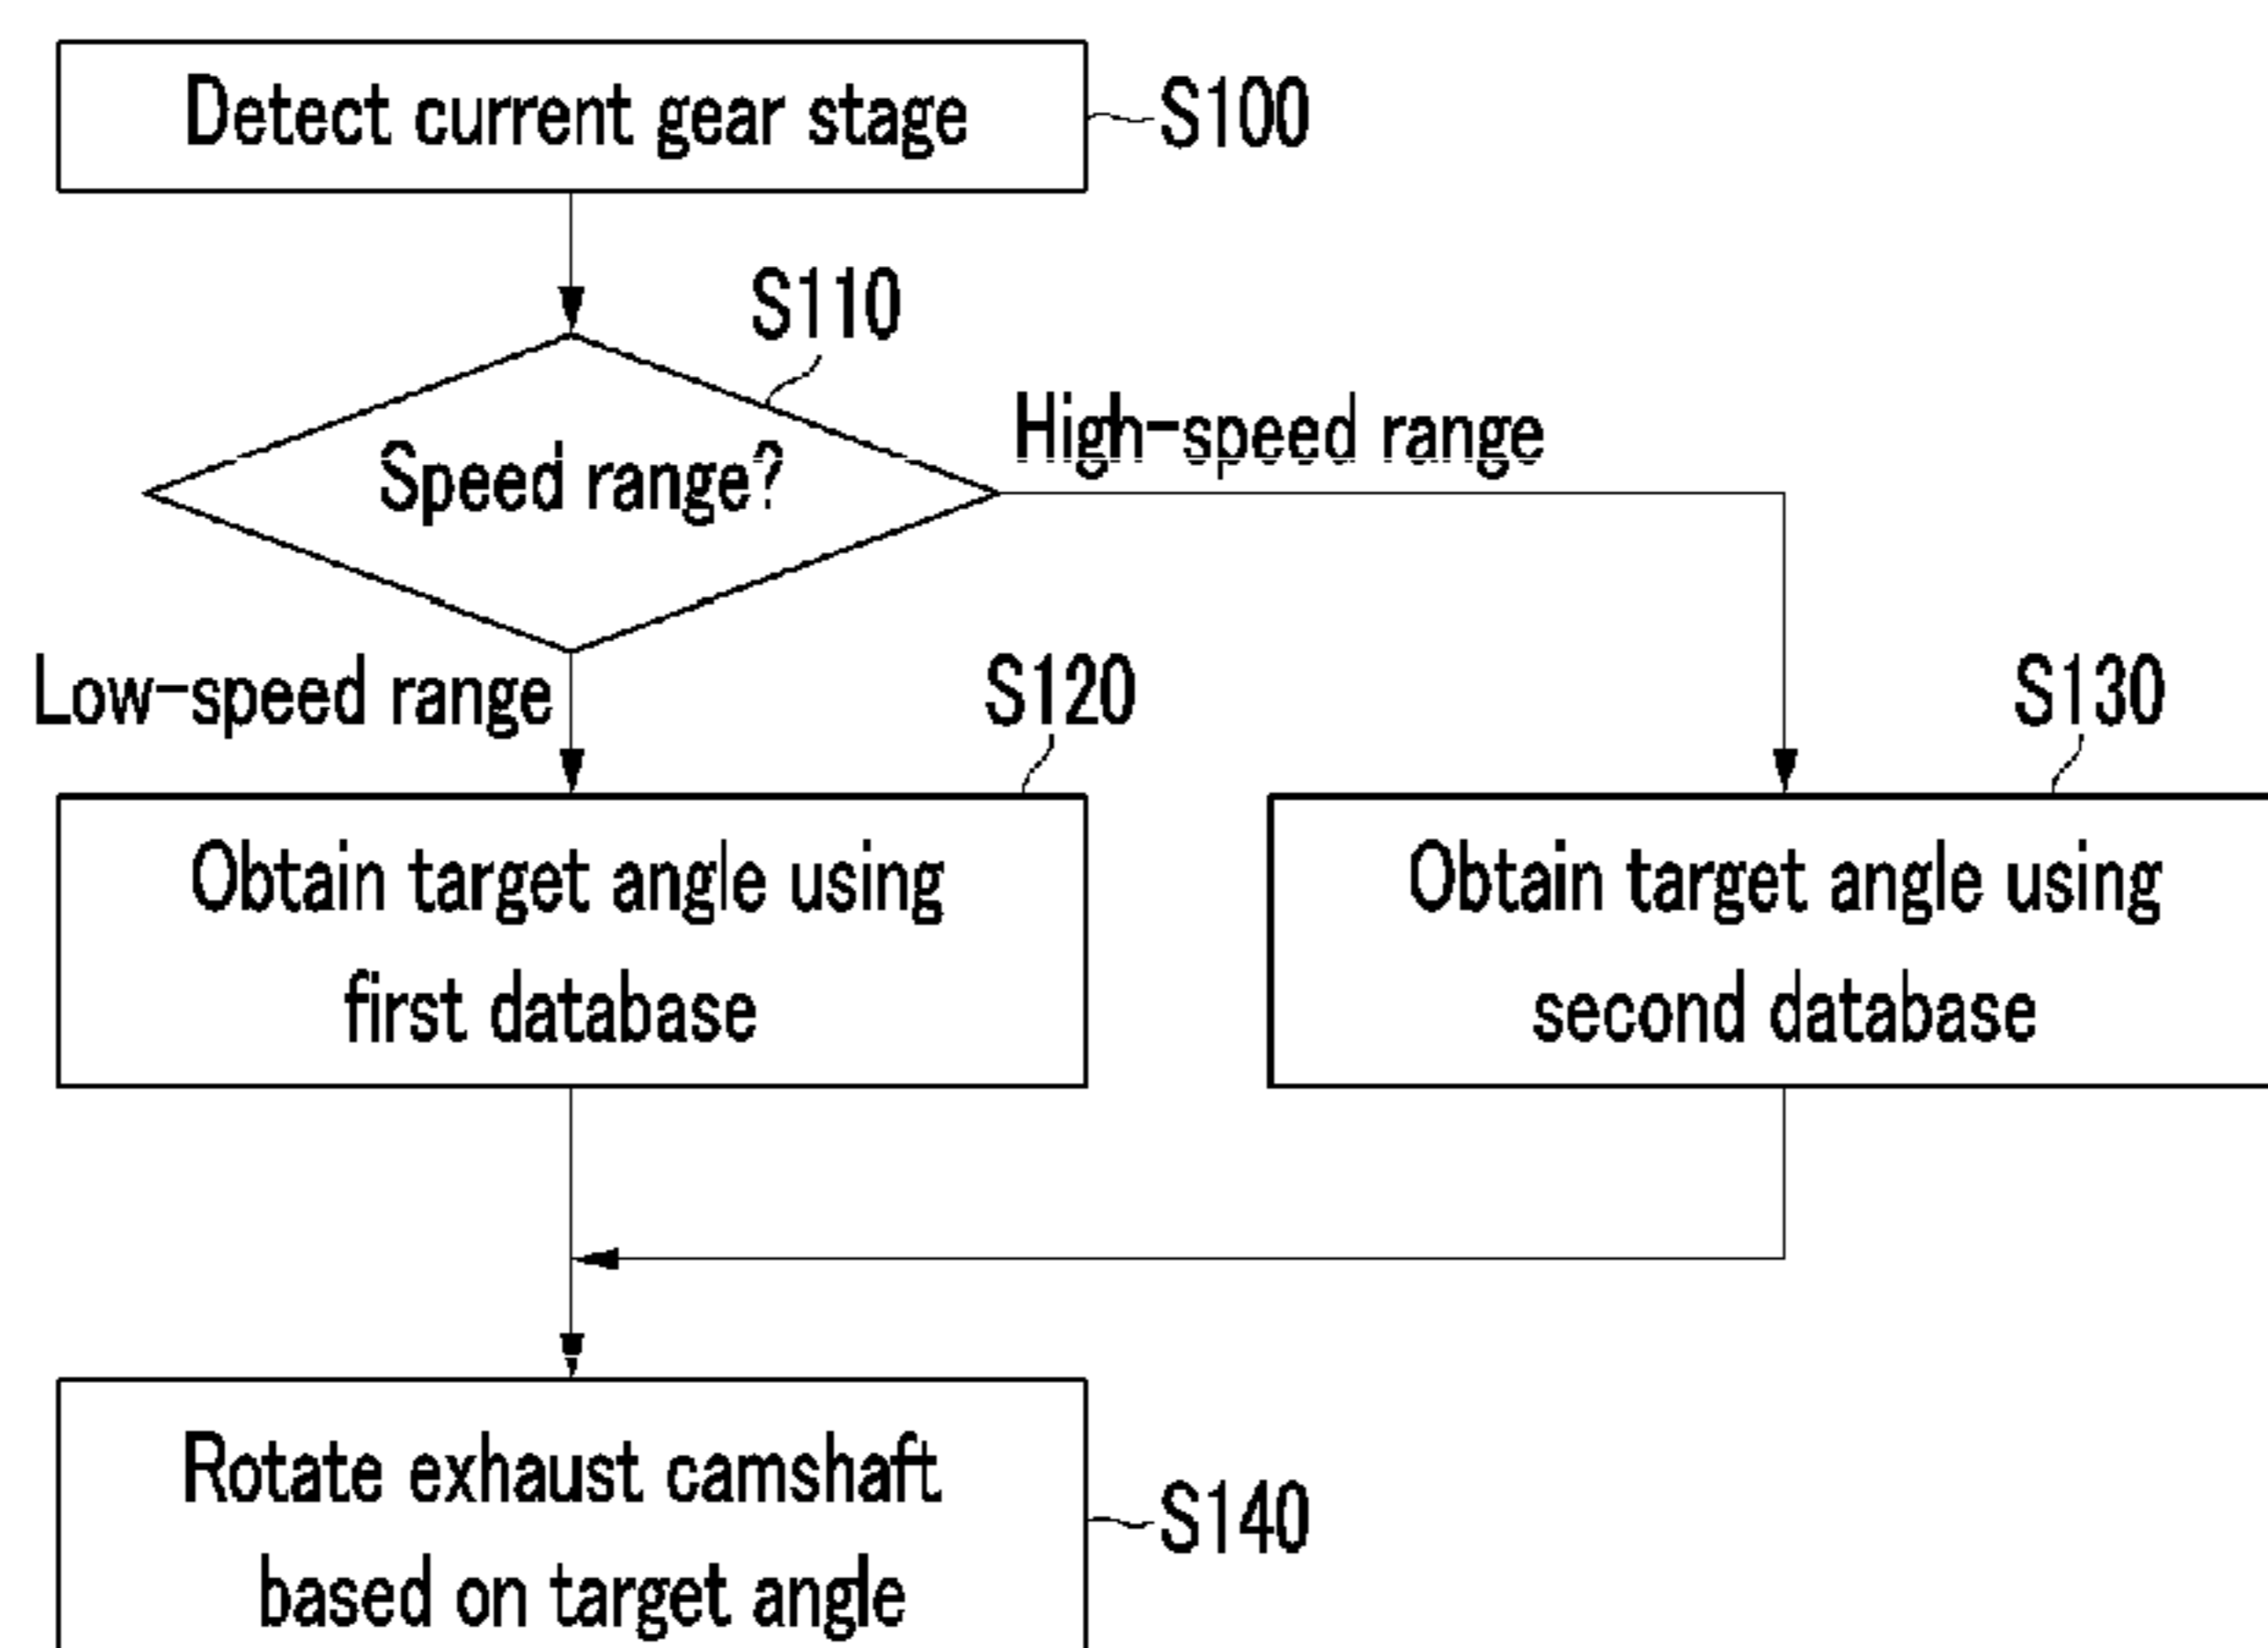 Detect current gear stage
S100
S110
Speed range?
High-speed range
Low-speed range
S120
S130
Obtain target angle using
first database
Obtain target angle using
second database
Rotate exhaust camshaft
based on target angle
S140